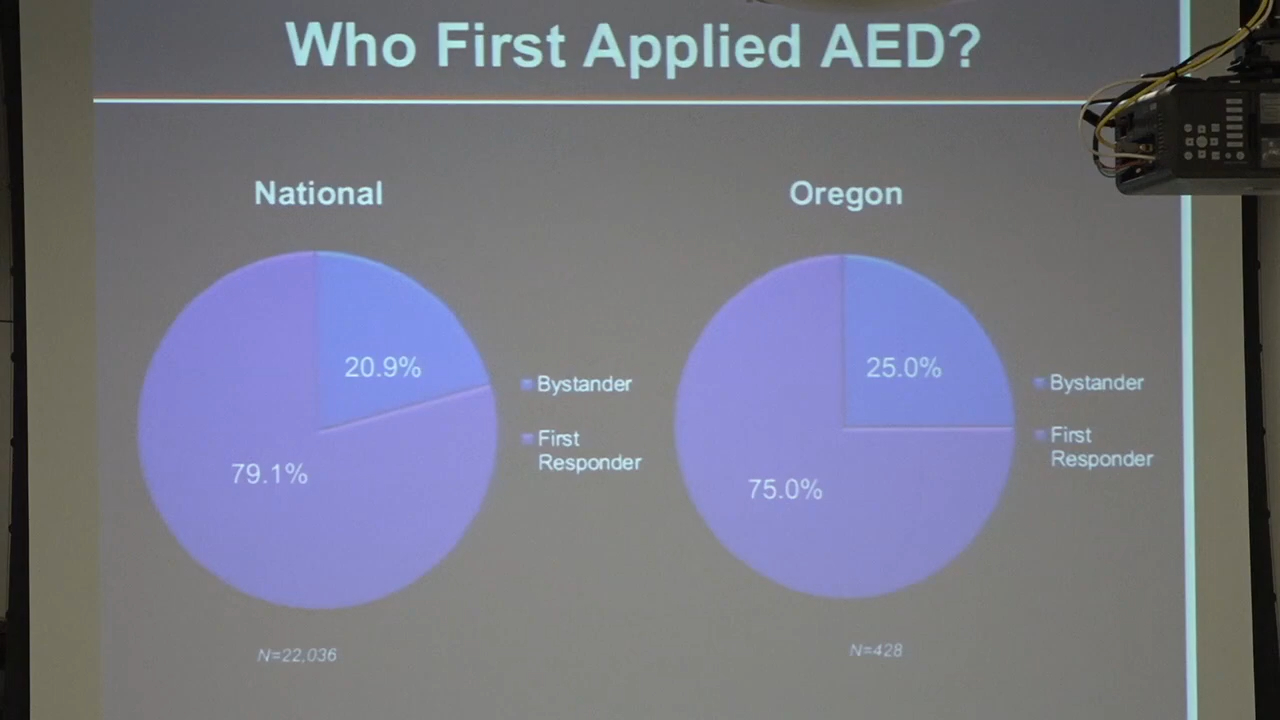 Who First Applied AED?
National
20.9%
79.1%
Bystander
First
Responder
N=22,036
Oregon
25.0%
75.0%
Bystander
First
Responder
N=428